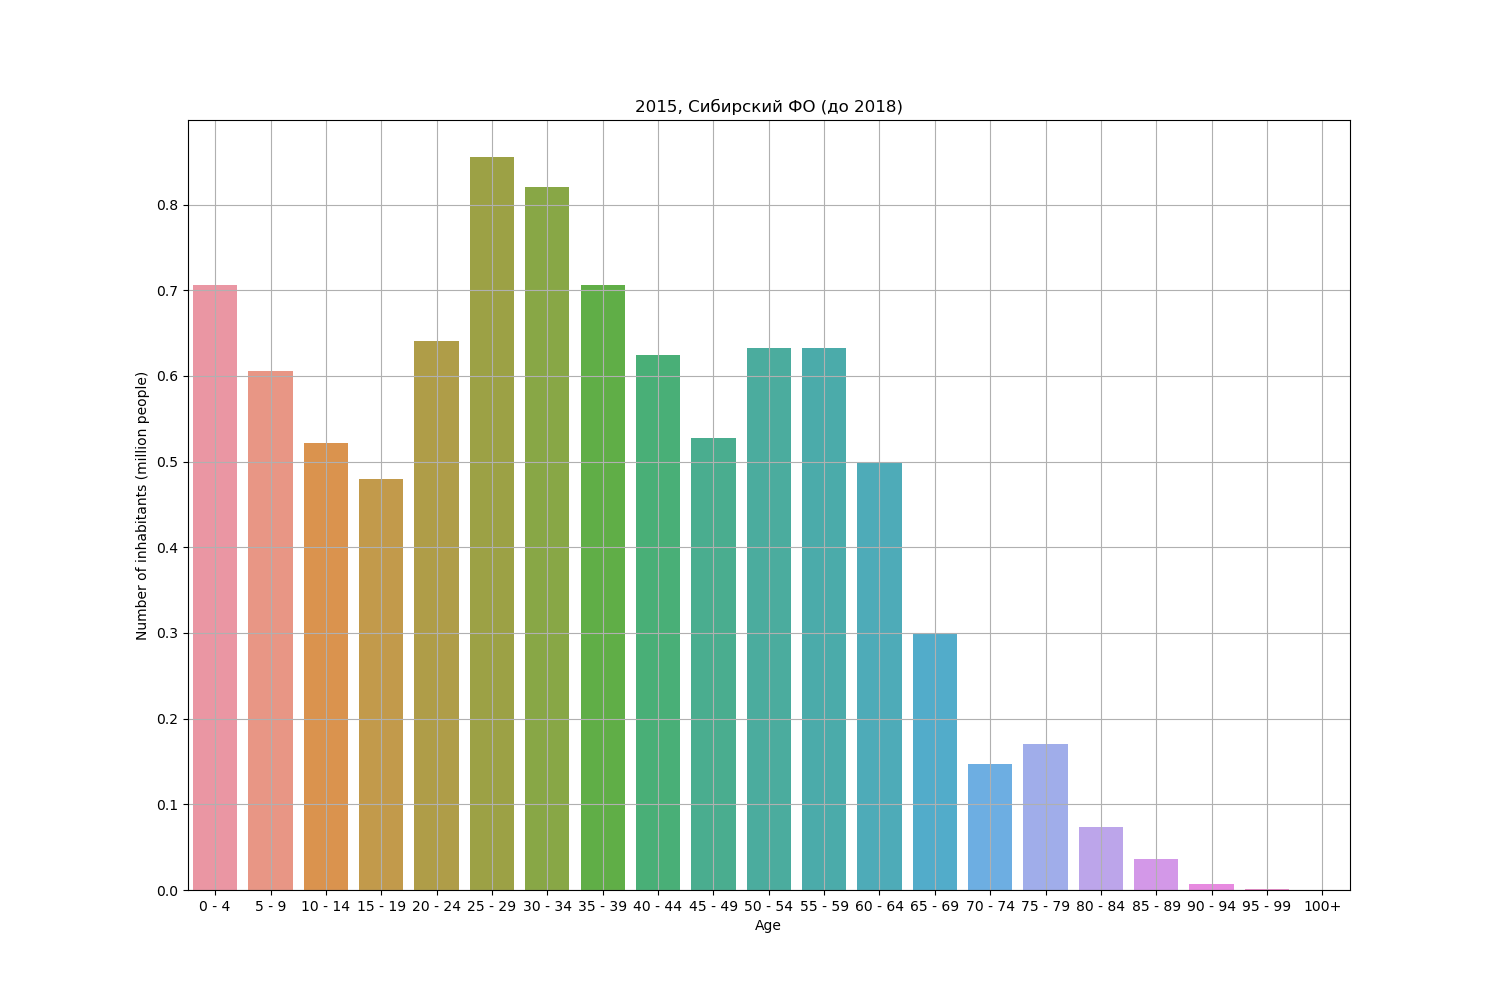 2015, Сибирский ФО (до 2018)
Number of inhabitants (million people)
0.8
0.7
0.6
0.5
0.4
0.3
0.2
0.1
0.0
0 - 4 5 - 9 10 - 14 15 - 19 20 - 24 25 - 29 30 - 34 35 - 39 40 - 44 45 - 49 50 - 54 55 - 59 60 - 64 65 - 69 70 - 74 75 - 79 80 - 84 85 - 89 90 - 94 95 - 99 100+
Age